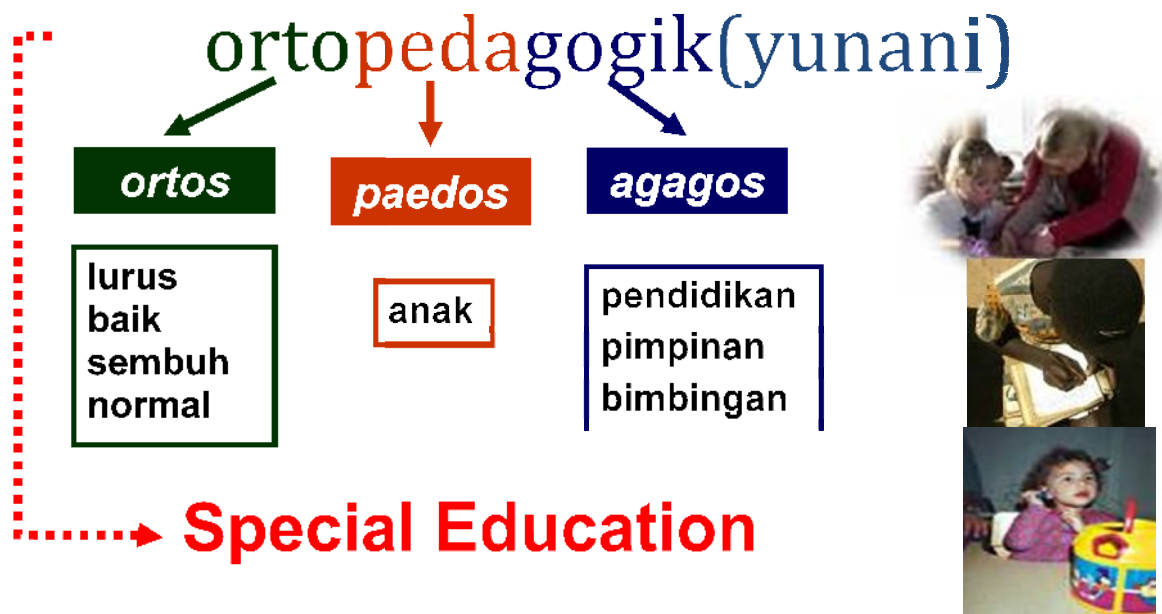 ortopedagogik(yunani)
ortos
paedos
agagos
lurus
baik
sembuh
normal
anak
pendidikan
pimpinan
bimbingan
Special Education